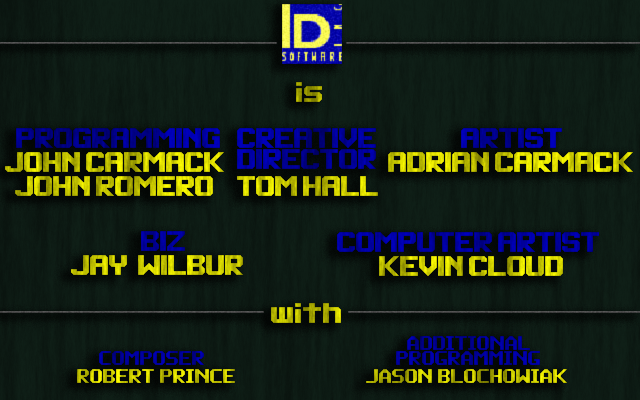 ID INC
SOFTWARE
is
PROGRAMMING
JOHN CARMACK
JOHN ROMERO
CREATIVE
DIRECTOR
TOM HALL
ARTIST
ADRIAN CARMACK
BIZ
JAY WILBUR
COMPUTER ARTIST
KEVIN CLOUD
with
COMPOSER
ROBERT PRINCE
ADDITIONAL
PROGRAMMING
JASON BLOCHOWIAK